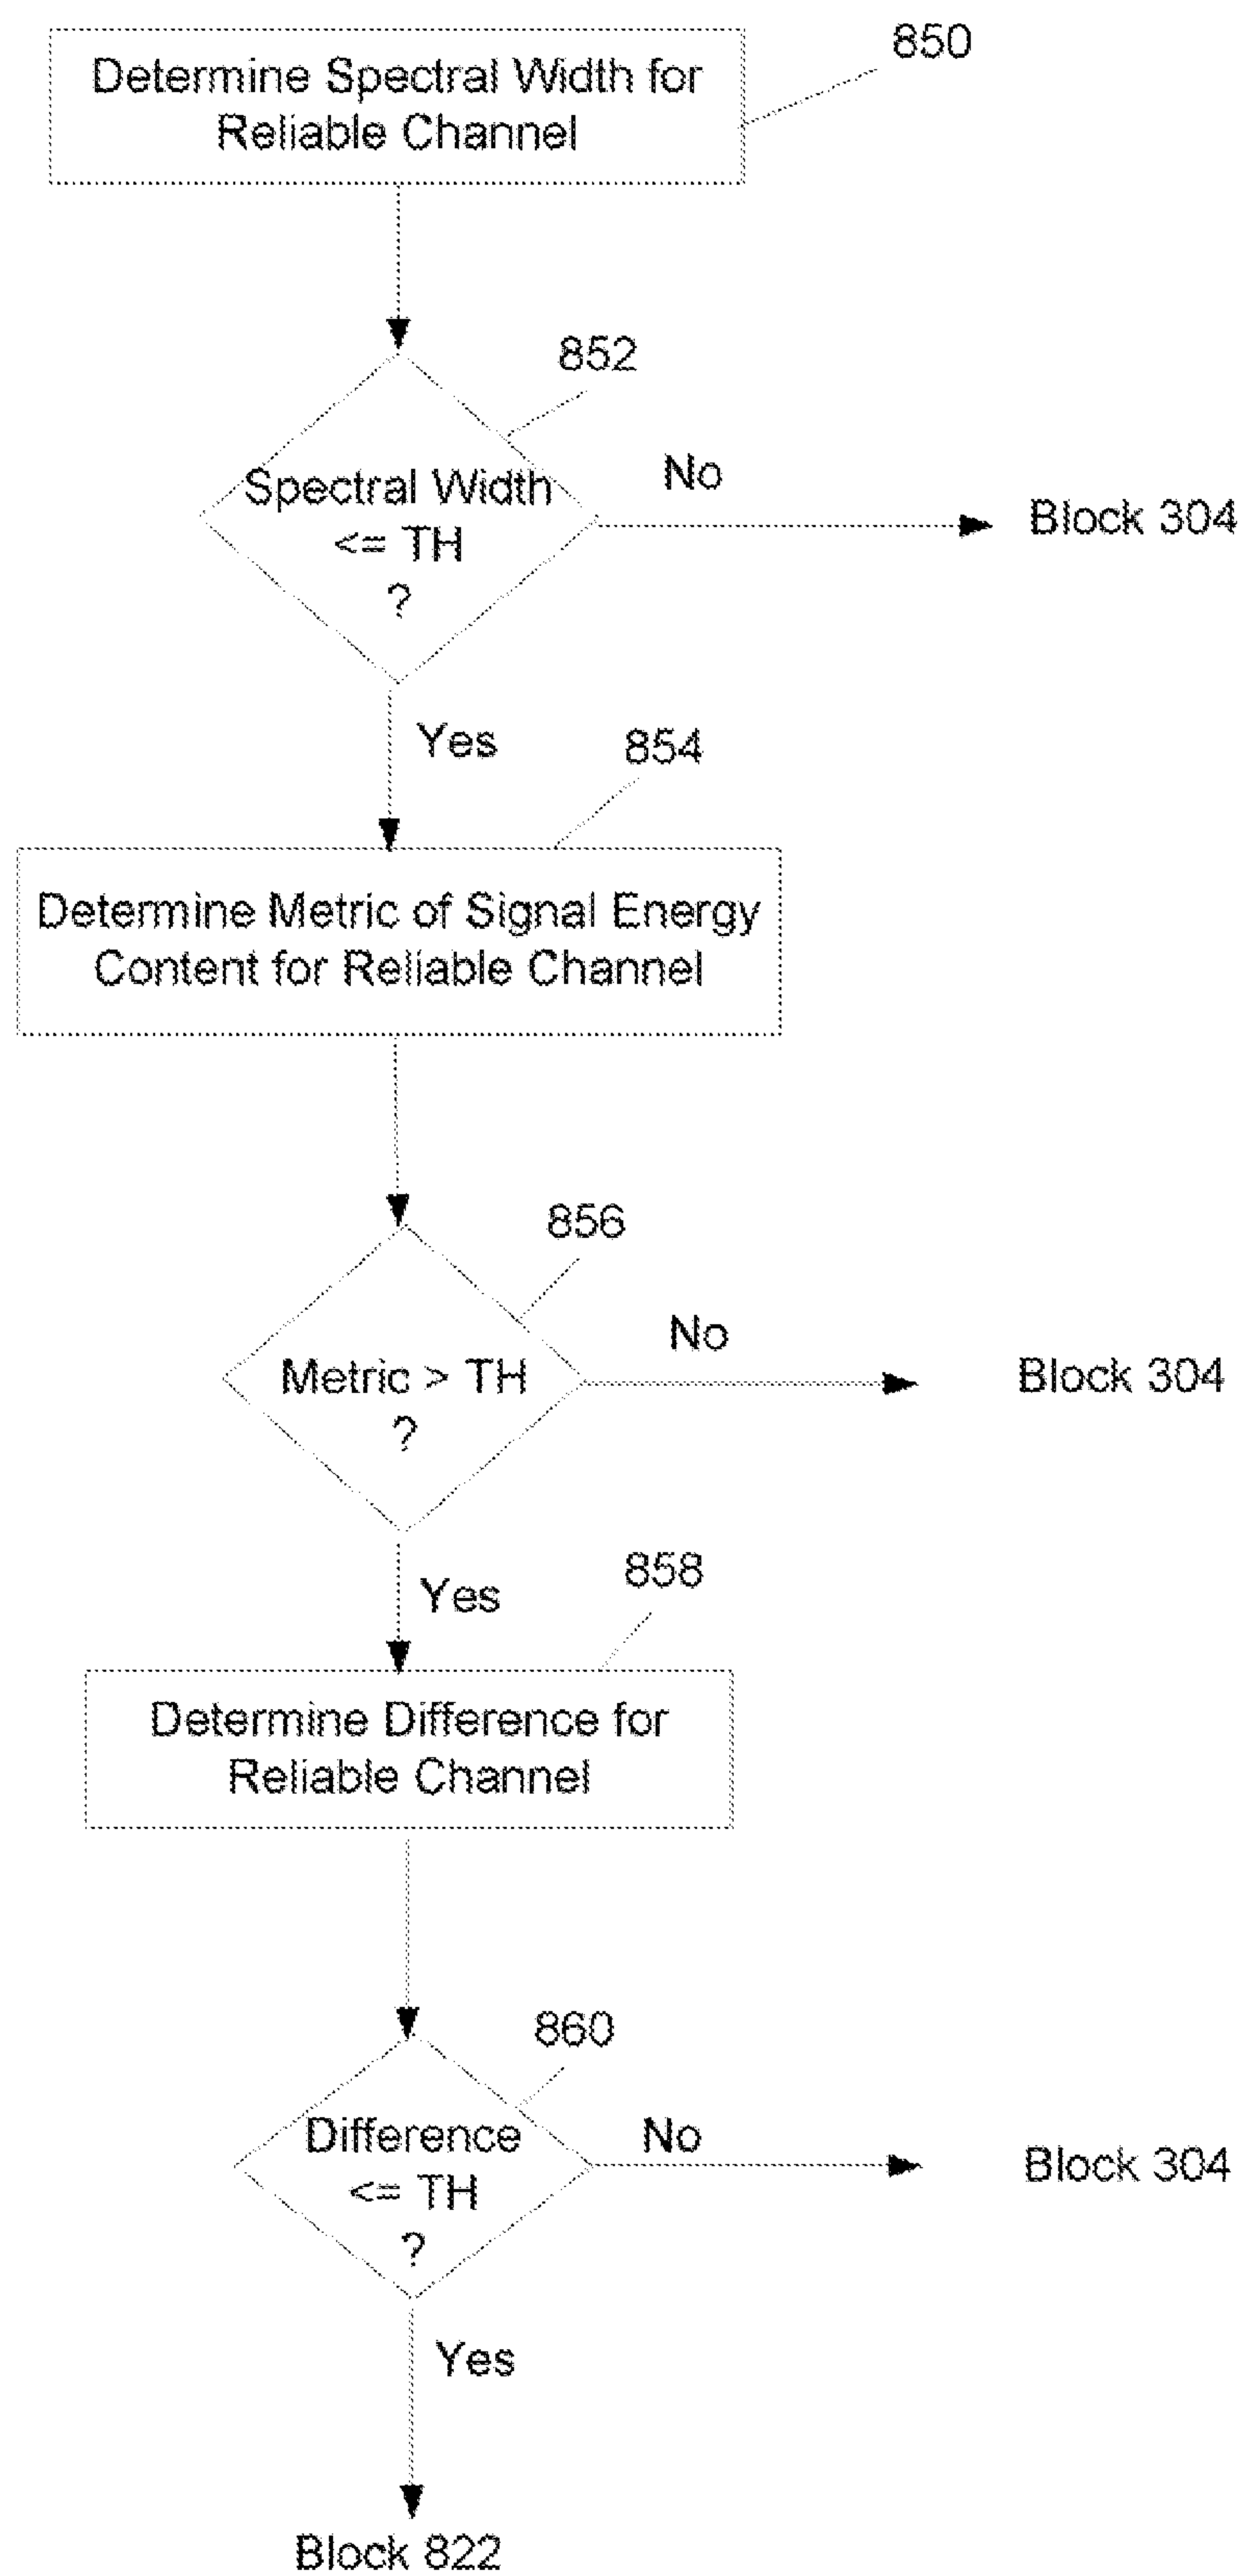 850
Determine Spectral Width for
Reliable Channel
852
Spectral Width
<= TH
?
No
Block 304
Yes
854
Determine Metric of Signal Energy
Content for Reliable Channel
856
Metric > TH
?
No
Block 304
Yes
858
Determine Difference for
Reliable Channel
860
Difference
<= TH
?
No
Block 304
Yes
Block 822